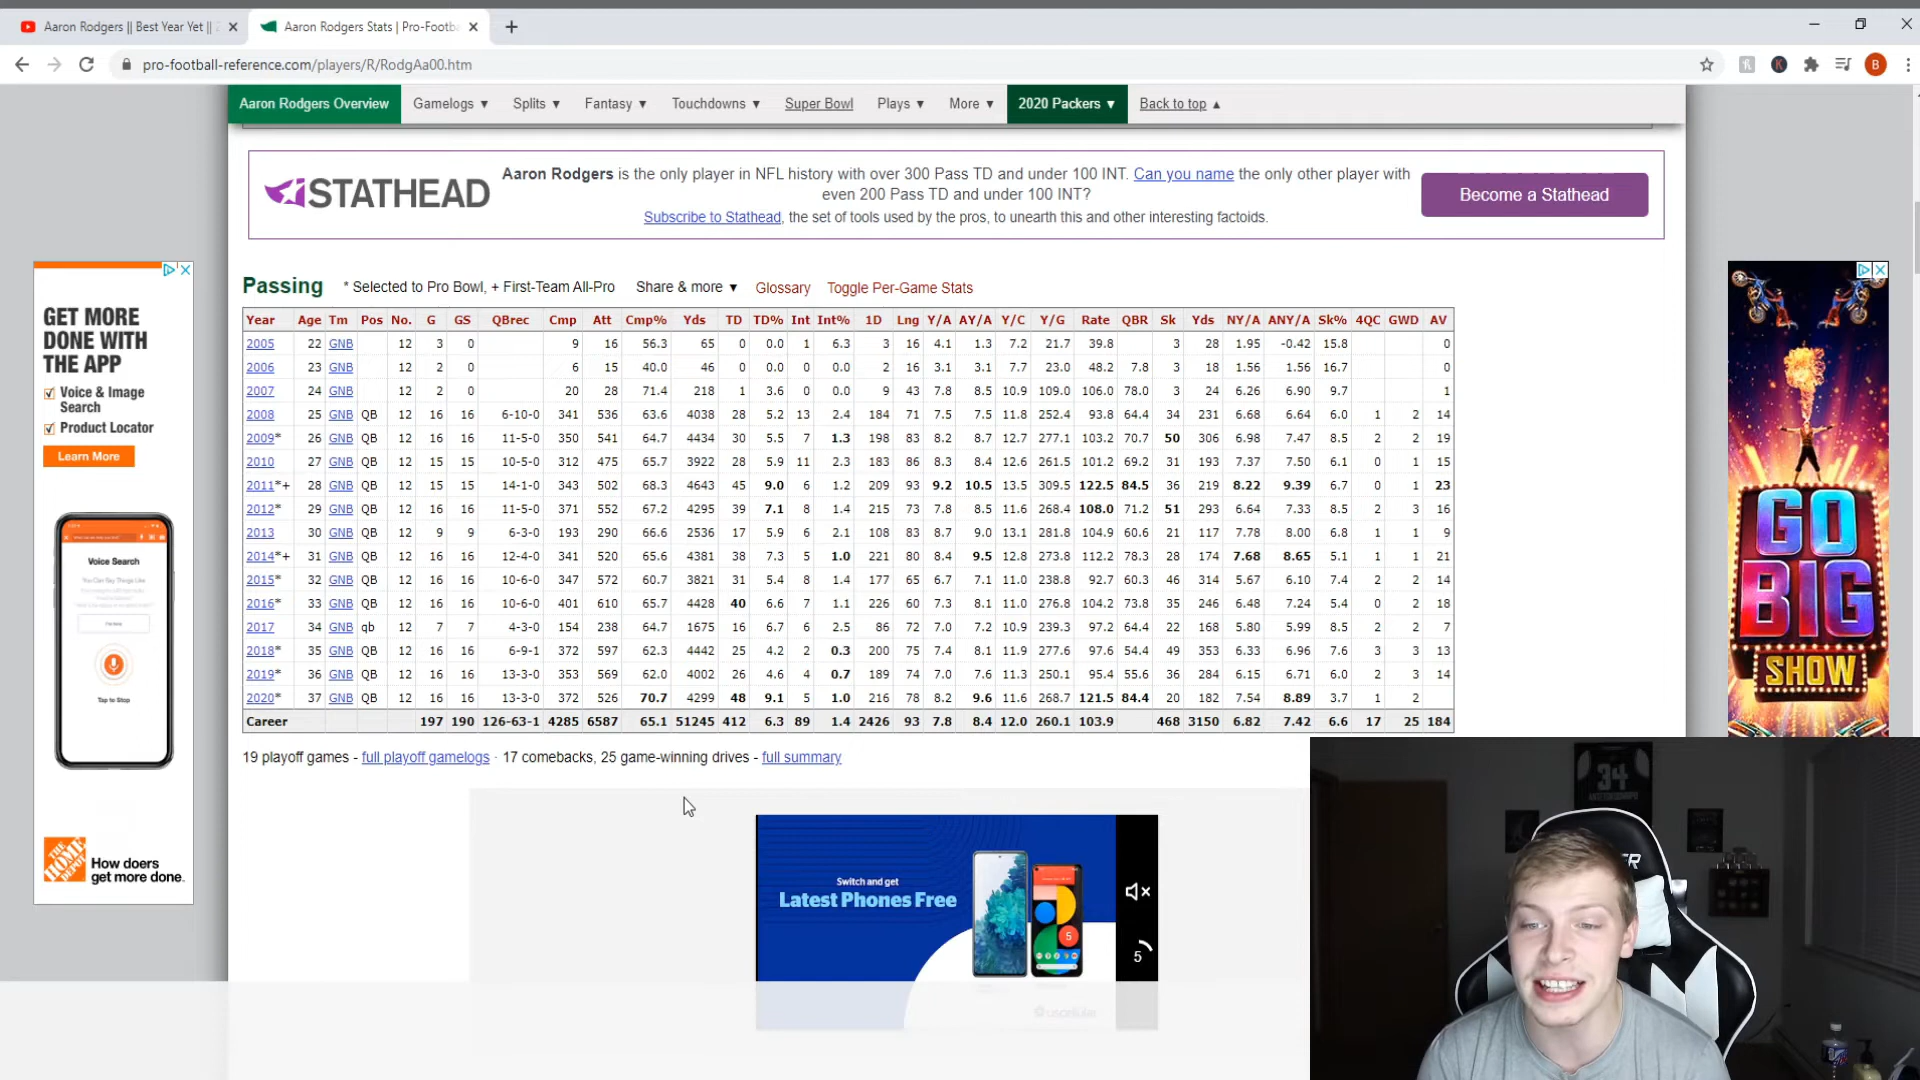 Aaron Rodgers || Best Year Yet ||
Aaron Rodgers Stats | Pro-Footba
pro-football-reference.com/players/R/RodgAa00.htm
B
Aaron Rodgers Overview Gamelogs ▼ Splits ▼ Fantasy ▼ Touchdowns ▼ Super Bowl Plays ▼ More ▼ 2020 Packers ▼ Back to top ▲
STATHEAD
Aaron Rodgers is the only player in NFL history with over 300 Pass TD and under 100 INT. Can you name the only other player with
even 200 Pass TD and under 100 INT?
Subscribe to Stathead, the set of tools used by the pros, to unearth this and other interesting factoids.
Become a Stathead
Passing * Selected to Pro Bowl, + First-Team All-Pro Share & more ▼ Glossary Toggle Per-Game Stats
Year Age Tm Pos No. G GS QBrec Cmp Att Cmp% Yds TD TD% Int Int% 1D Lng Y/A AY/A Y/C Y/G Rate QBR Sk Yds NY/A ANY/A Sk% 4QC GWD AV
2005 22 GNB 12 3 0 9 16 56.3 65 0 0.0 1 6.3 3 16 4.1 1.3 7.2 21.7 39.8 3 28 1.95 -0.42 15.8 0
2006 23 GNB 12 2 0 6 15 40.0 46 0 0.0 0 0.0 2 16 3.1 3.1 7.7 23.0 48.2 7.8 3 18 1.56 1.56 16.7 0
2007 24 GNB 12 2 0 20 28 71.4 218 1 3.6 0 0.0 9 43 7.8 8.5 10.9 109.0 106.0 78.0 3 24 6.26 6.90 9.7 1
2008 25 GNB QB 12 16 16 6-10-0 341 536 63.6 4038 28 5.2 13 2.4 184 71 7.5 7.5 11.8 252.4 93.8 64.4 34 231 6.68 6.64 6.0 1 2 14
2009* 26 GNB QB 12 16 16 11-5-0 350 541 64.7 4434 30 5.5 7 1.3 198 83 8.2 8.7 12.7 277.1 103.2 70.7 50 306 6.98 7.47 8.5 2 2 19
2010 27 GNB QB 12 15 15 10-5-0 312 475 65.7 3922 28 5.9 11 2.3 183 86 8.3 8.4 12.6 261.5 101.2 69.2 31 193 7.37 7.50 6.1 0 1 15
2011*+ 28 GNB QB 12 15 15 14-1-0 343 502 68.3 4643 45 9.0 6 1.2 209 93 9.2 10.5 13.5 309.5 122.5 84.5 36 219 8.22 9.39 6.7 0 1 23
2012* 29 GNB QB 12 16 16 11-5-0 371 552 67.2 4295 39 7.1 8 1.4 215 73 7.8 8.5 11.6 268.4 108.0 71.2 51 293 6.64 7.33 8.5 2 3 16
2013 30 GNB QB 12 9 9 6-3-0 193 290 66.6 2536 17 5.9 6 2.1 108 83 8.7 9.0 13.1 281.8 104.9 60.6 21 117 7.78 8.00 6.8 1 1 9
2014*+ 31 GNB QB 12 16 16 12-4-0 341 520 65.6 4381 38 7.3 5 1.0 221 80 8.4 9.5 12.8 273.8 112.2 78.3 28 174 7.68 8.65 5.1 1 1 21
2015* 32 GNB QB 12 16 16 10-6-0 347 572 60.7 3821 31 5.4 8 1.4 177 65 6.7 7.1 11.0 238.8 92.7 60.3 46 314 5.67 6.10 7.4 2 2 14
2016* 33 GNB QB 12 16 16 10-6-0 401 610 65.7 4428 40 6.6 7 1.1 226 60 7.3 8.1 11.0 276.8 104.2 73.8 35 246 6.48 7.24 5.4 0 2 18
2017 34 GNB qb 12 7 7 4-3-0 154 238 64.7 1675 16 6.7 6 2.5 86 72 7.0 7.2 10.9 239.3 97.2 64.4 22 168 5.80 5.99 8.5 2 2 7
2018* 35 GNB QB 12 16 16 6-9-1 372 597 62.3 4442 25 4.2 2 0.3 200 75 7.4 8.1 11.9 277.6 97.6 54.4 49 353 6.33 6.96 7.6 3 3 13
2019* 36 GNB QB 12 16 16 13-3-0 353 569 62.0 4002 26 4.6 4 0.7 189 74 7.0 7.6 11.3 250.1 95.4 55.6 36 284 6.15 6.71 6.0 2 3 14
2020* 37 GNB QB 12 16 16 13-3-0 372 526 70.7 4299 48 9.1 5 1.0 216 78 8.2 9.6 11.6 268.7 121.5 84.4 20 182 7.54 8.89 3.7 1 2
Career 197 190 126-63-1 4285 6587 65.1 51245 412 6.3 89 1.4 2426 93 7.8 8.4 12.0 260.1 103.9 468 3150 6.82 7.42 6.6 17 25 184
19 playoff games - full playoff gamelogs · 17 comebacks, 25 game-winning drives - full summary
GET MORE
DONE WITH
THE APP
Voice & Image
Search
Product Locator
Learn More
Voice Search
Tap to Stop
THE HOME DEPOT
How doers
get more done.
GO
BIG
SHOW
Switch and get
Latest Phones Free
5
5
uscellular
34